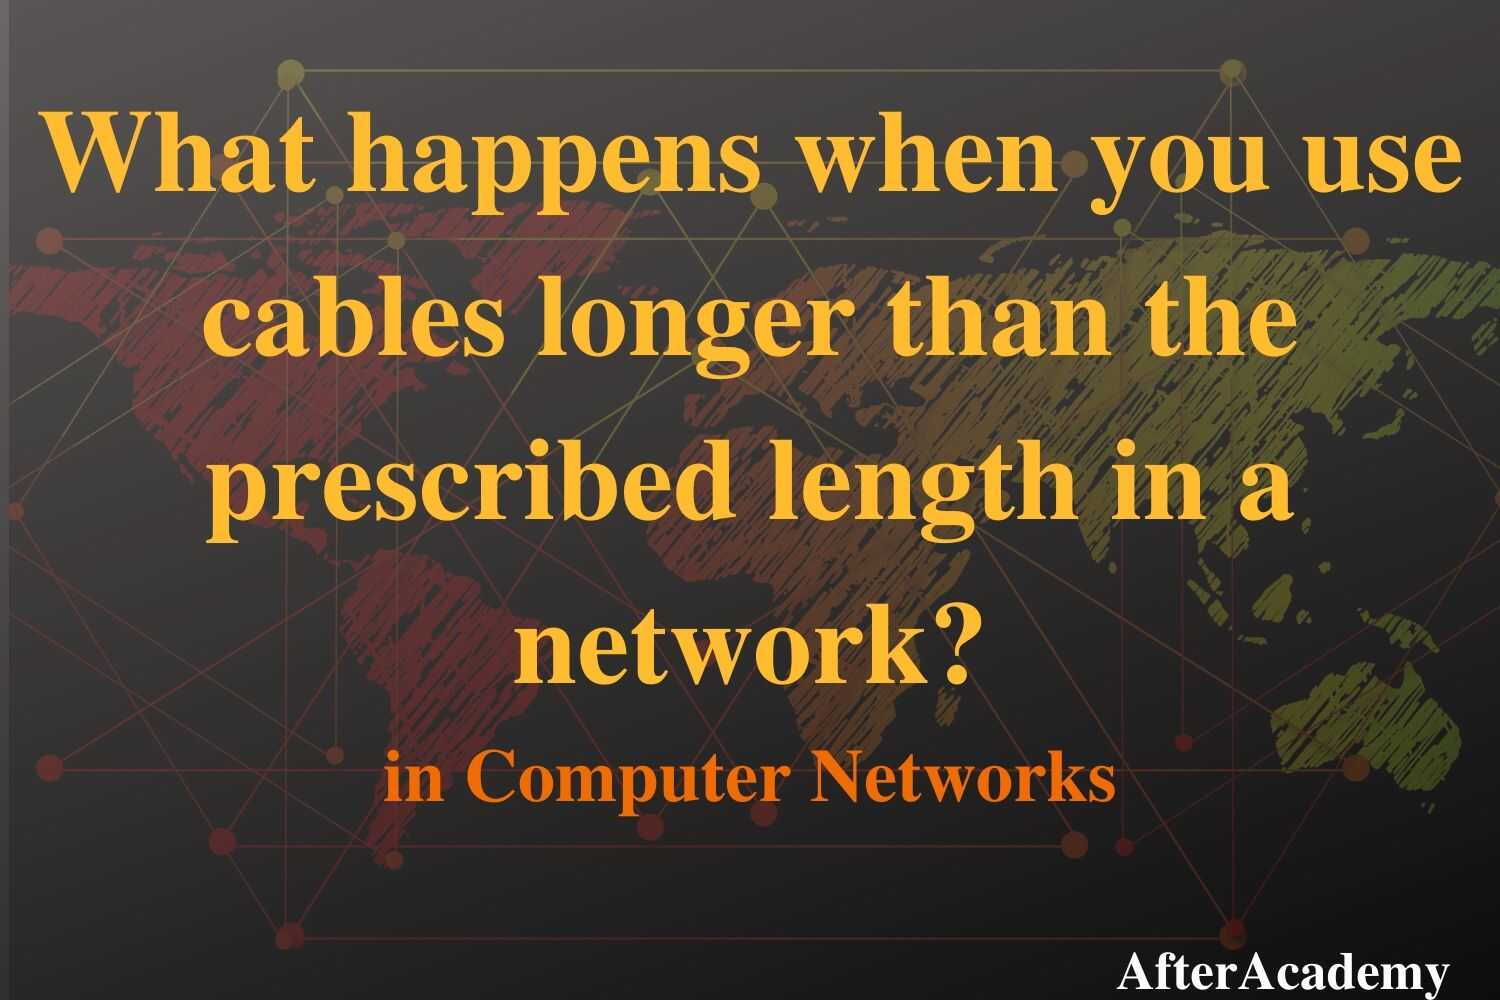 What happens when you use
cables longer than the
prescribed length in a
network?
in Computer Networks
AfterAcademy